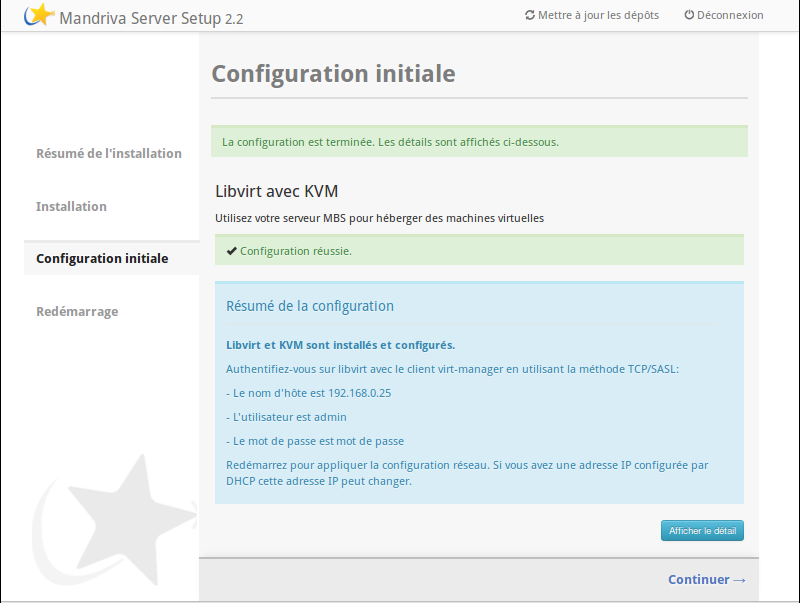 Mandriva Server Setup 2.2
Mettre à jour les dépôts
Déconnexion
Configuration initiale
La configuration est terminée. Les détails sont affichés ci-dessous.
Résumé de l'installation
Installation
Configuration initiale
Redémarrage
Libvirt avec KVM
Utilisez votre serveur MBS pour héberger des machines virtuelles
✔ Configuration réussie.
Résumé de la configuration
Libvirt et KVM sont installés et configurés.
Authentifiez-vous sur libvirt avec le client virt-manager en utilisant la méthode TCP/SASL:
- Le nom d'hôte est 192.168.0.25
- L'utilisateur est admin
- Le mot de passe est mot de passe
Redémarrez pour appliquer la configuration réseau. Si vous avez une adresse IP configurée par
DHCP cette adresse IP peut changer.
Afficher le détail
Continuer →